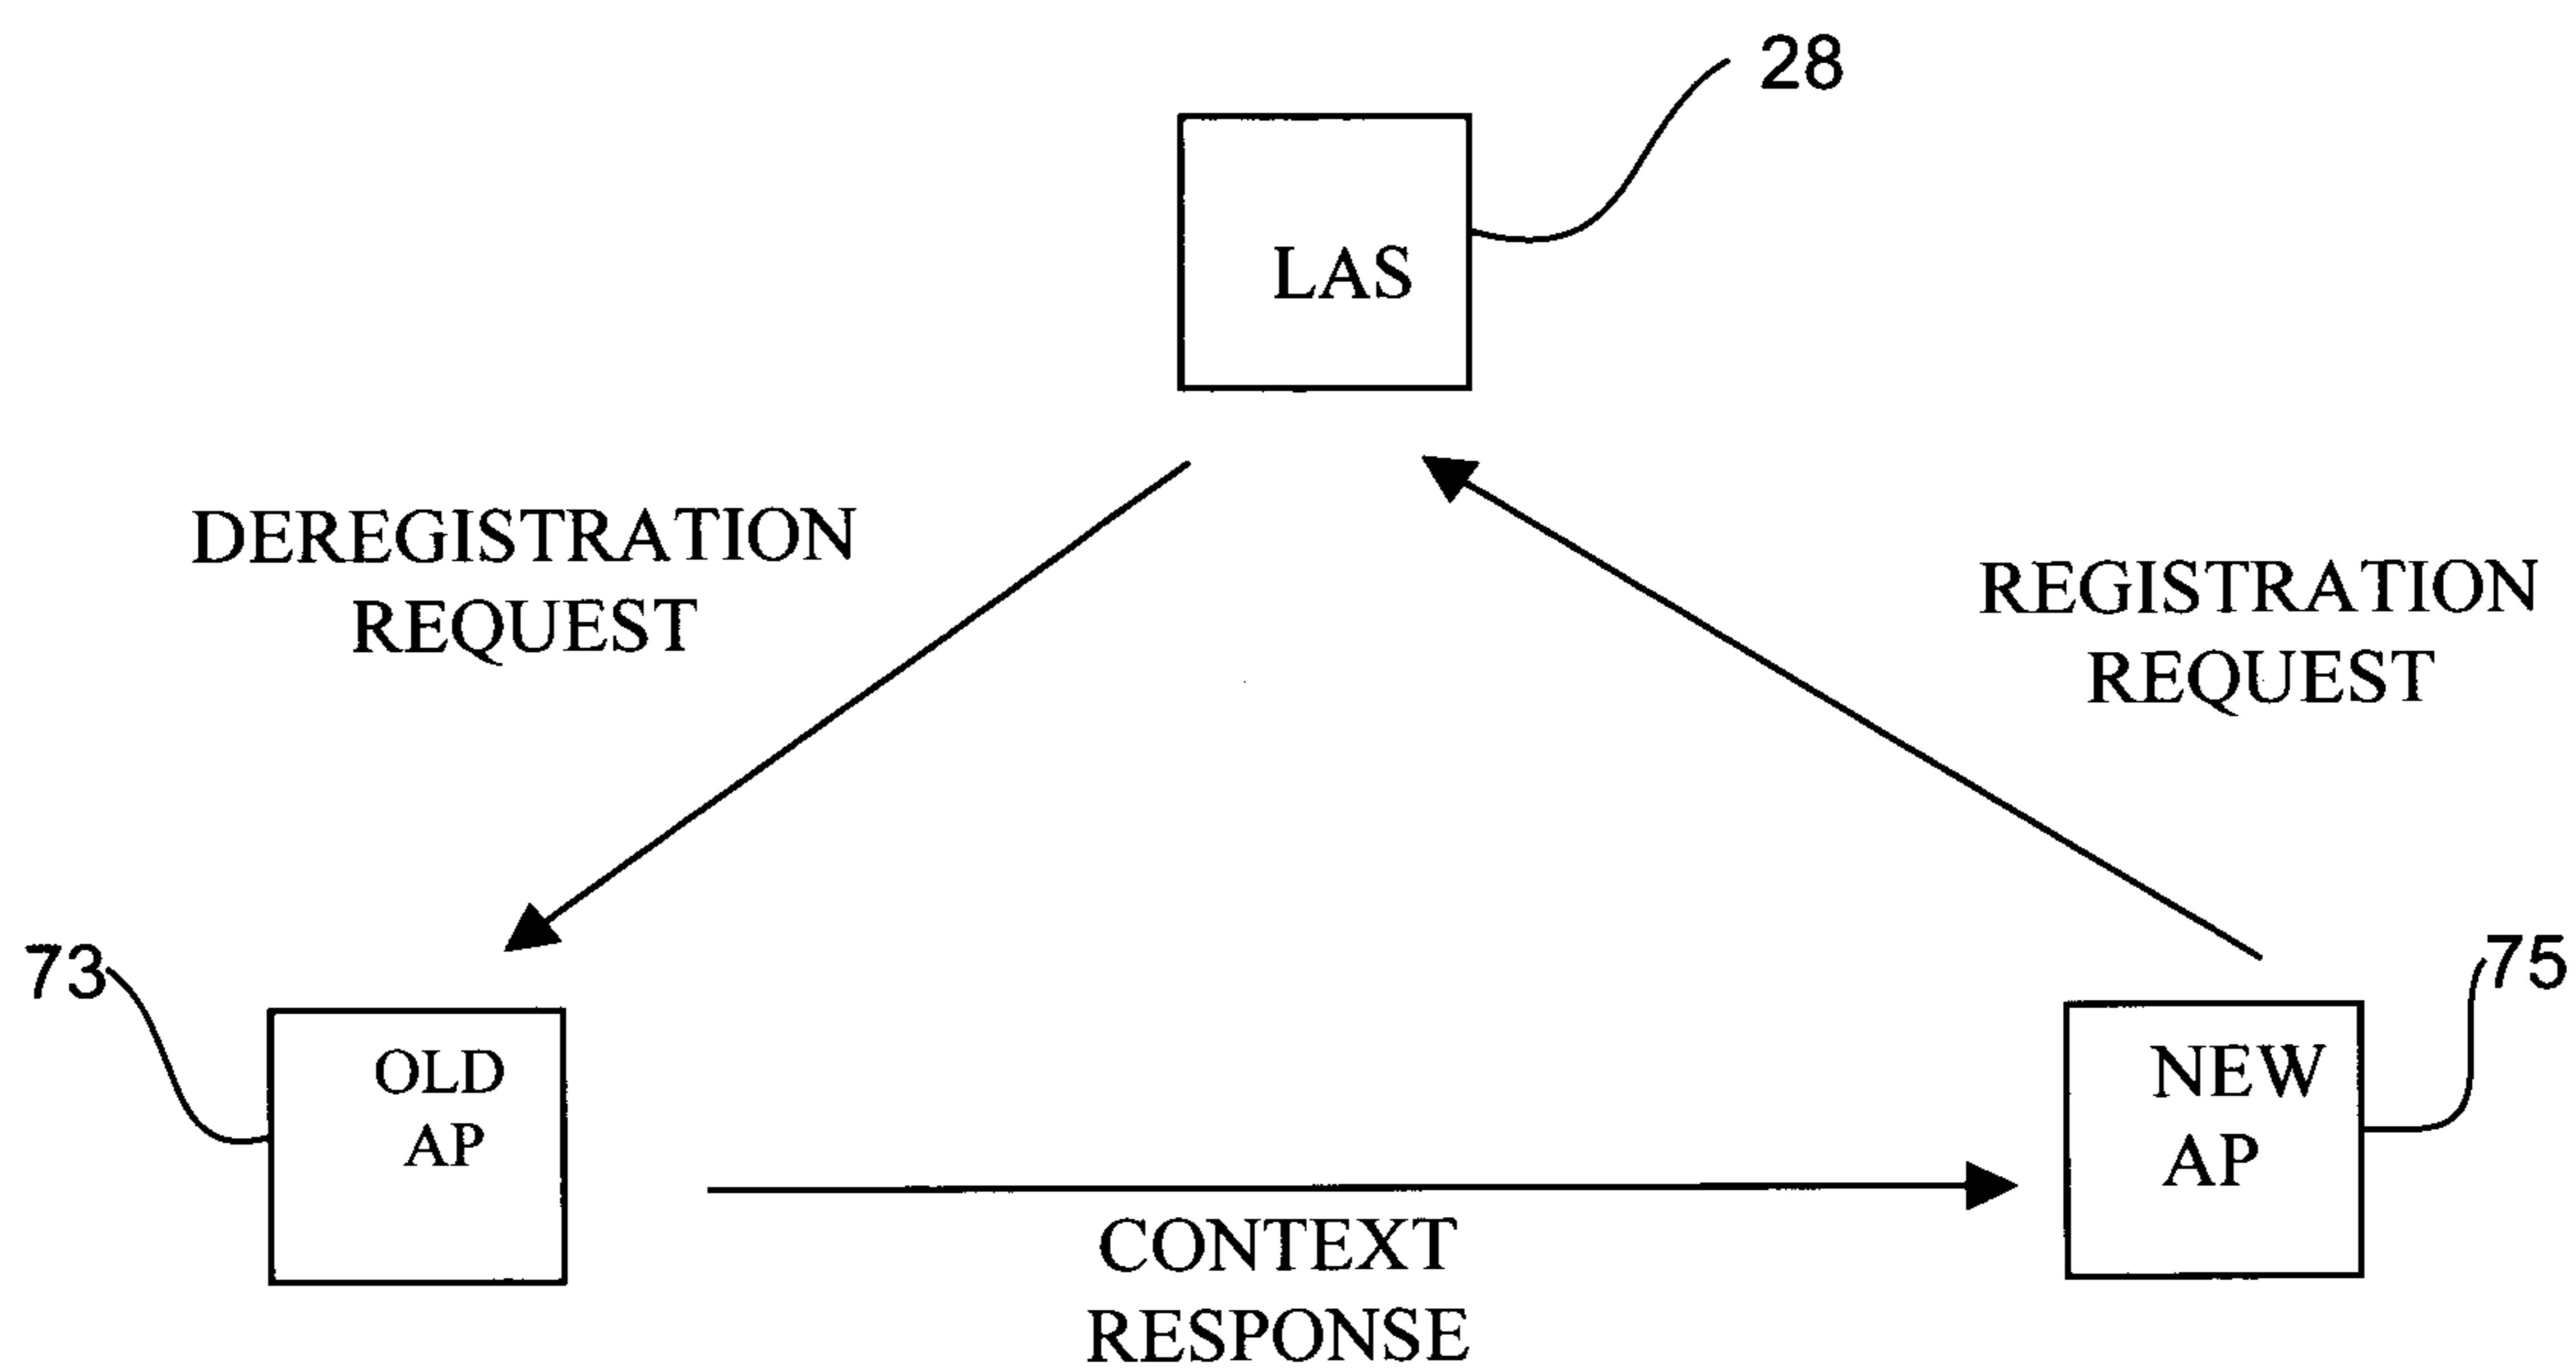 28
LAS
DEREGISTRATION
REQUEST
REGISTRATION
REQUEST
73
75
OLD
AP
NEW
AP
CONTEXT
RESPONSE